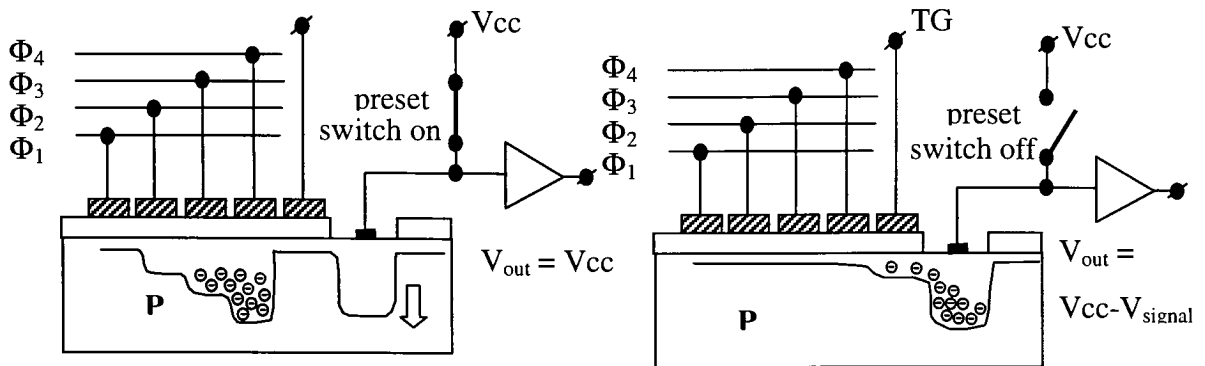 Φ4
Φ3
Φ2
Φ1
Vcc
preset
switch on
Vout = Vcc
P
TG
Φ4
Φ3
Φ2
Φ1
Vcc
preset
switch off
Vout =
Vcc-Vsignal
P